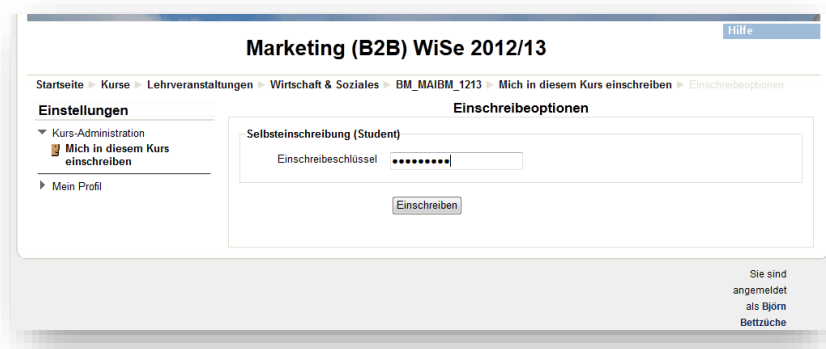 Hilfe
Marketing (B2B) WiSe 2012/13
Startseite ► Kurse ► Lehrveranstaltungen ► Wirtschaft & Soziales ► BM_MAIBM_1213 ► Mich in diesem Kurs einschreiben ► Einschreibeoptionen
Einstellungen
Kurs-Administration
Mich in diesem Kurs
einschreiben
Mein Profil
Einschreibeoptionen
Selbsteinschreibung (Student)
Einschreibeschlüssel •••••••••
Einschreiben
Sie sind
angemeldet
als Björn
Bettzüche